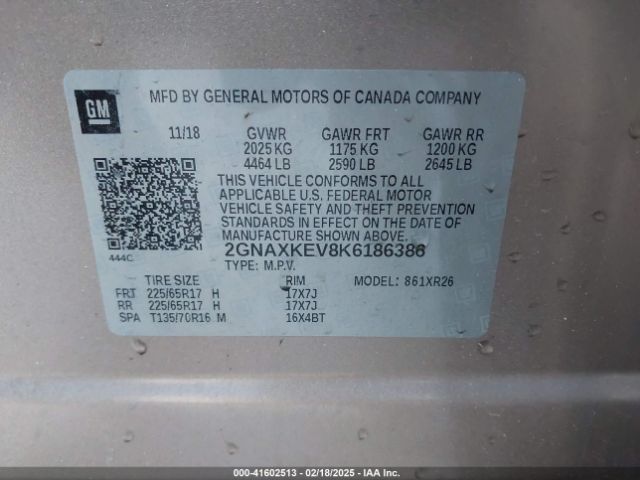 GM
MFD BY GENERAL MOTORS OF CANADA COMPANY
11/18 GVWR GAWR FRT GAWR RR
2025 KG 1175 KG 1200 KG
4464 LB 2590 LB 2645 LB
THIS VEHICLE CONFORMS TO ALL
APPLICABLE U.S. FEDERAL MOTOR
VEHICLE SAFETY AND THEFT PREVENTION
STANDARDS IN EFFECT ON THE DATE OF
MANUFACTURE SHOWN ABOVE.
444C 2GNAXKEV8K6186386
TYPE: M.P.V.
TIRE SIZE RIM MODEL: 861XR26
FRT 225/65R17 H 17X7J
RR 225/65R17 H 17X7J
SPA T135/70R16 M 16X4BT
000-41602513 - 02/18/2025 - IAA Inc.